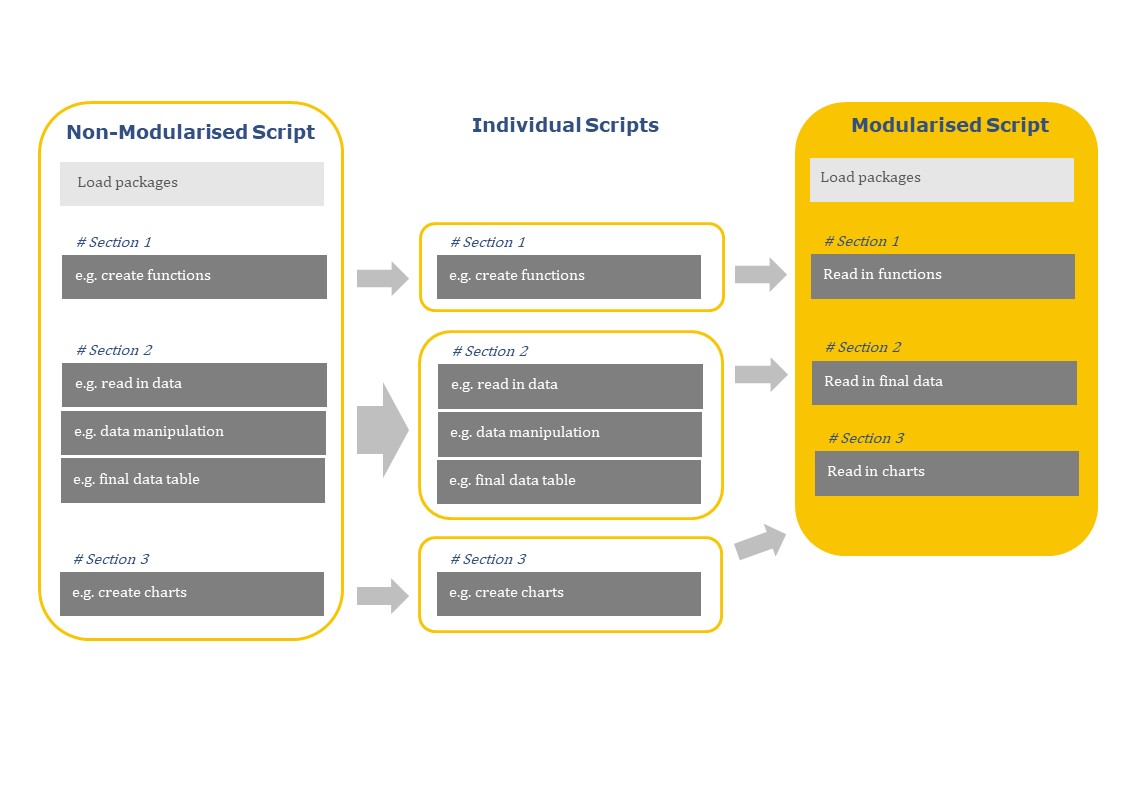 Non-Modularised Script
Load packages
# Section 1
e.g. create functions
# Section 2
e.g. read in data
e.g. data manipulation
e.g. final data table
# Section 3
e.g. create charts
Individual Scripts
# Section 1
e.g. create functions
# Section 2
e.g. read in data
e.g. data manipulation
e.g. final data table
# Section 3
e.g. create charts
Modularised Script
Load packages
# Section 1
Read in functions
# Section 2
Read in final data
# Section 3
Read in charts